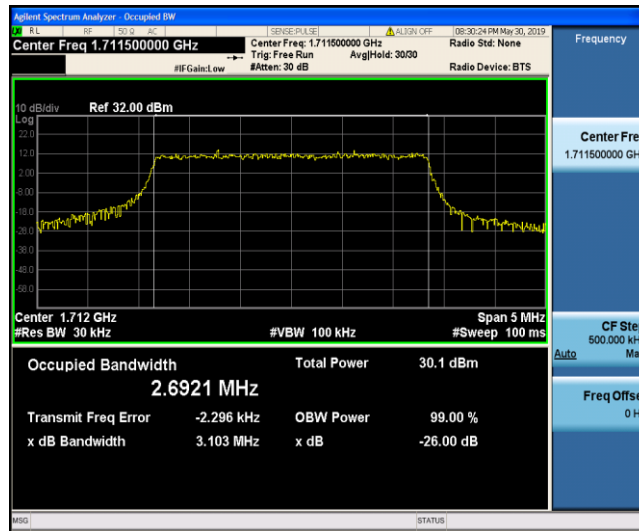 Agilent Spectrum Analyzer - Occupied BW
RL RF 50 Ω AC SENSE:PULSE ALIGN OFF 08:30:24 PM May 30, 2019
Center Freq 1.711500000 GHz Center Freq: 1.711500000 GHz Radio Std: None
Trig: Free Run Avg|Hold: 30/30
#IFGain:Low #Atten: 30 dB Radio Device: BTS
Frequency
10 dB/div Ref 32.00 dBm
Log
22.0
12.0
2.00
-8.00
-18.0
-28.0
-38.0
-48.0
-58.0
Center 1.712 GHz Span 5 MHz
#Res BW 30 kHz #VBW 100 kHz #Sweep 100 ms
Occupied Bandwidth Total Power 30.1 dBm
2.6921 MHz
Transmit Freq Error -2.296 kHz OBW Power 99.00 %
x dB Bandwidth 3.103 MHz x dB -26.00 dB
Center Fre
1.711500000 GH
CF Ste
500.000 kH
Auto Ma
Freq Offse
0 H
MSG STATUS